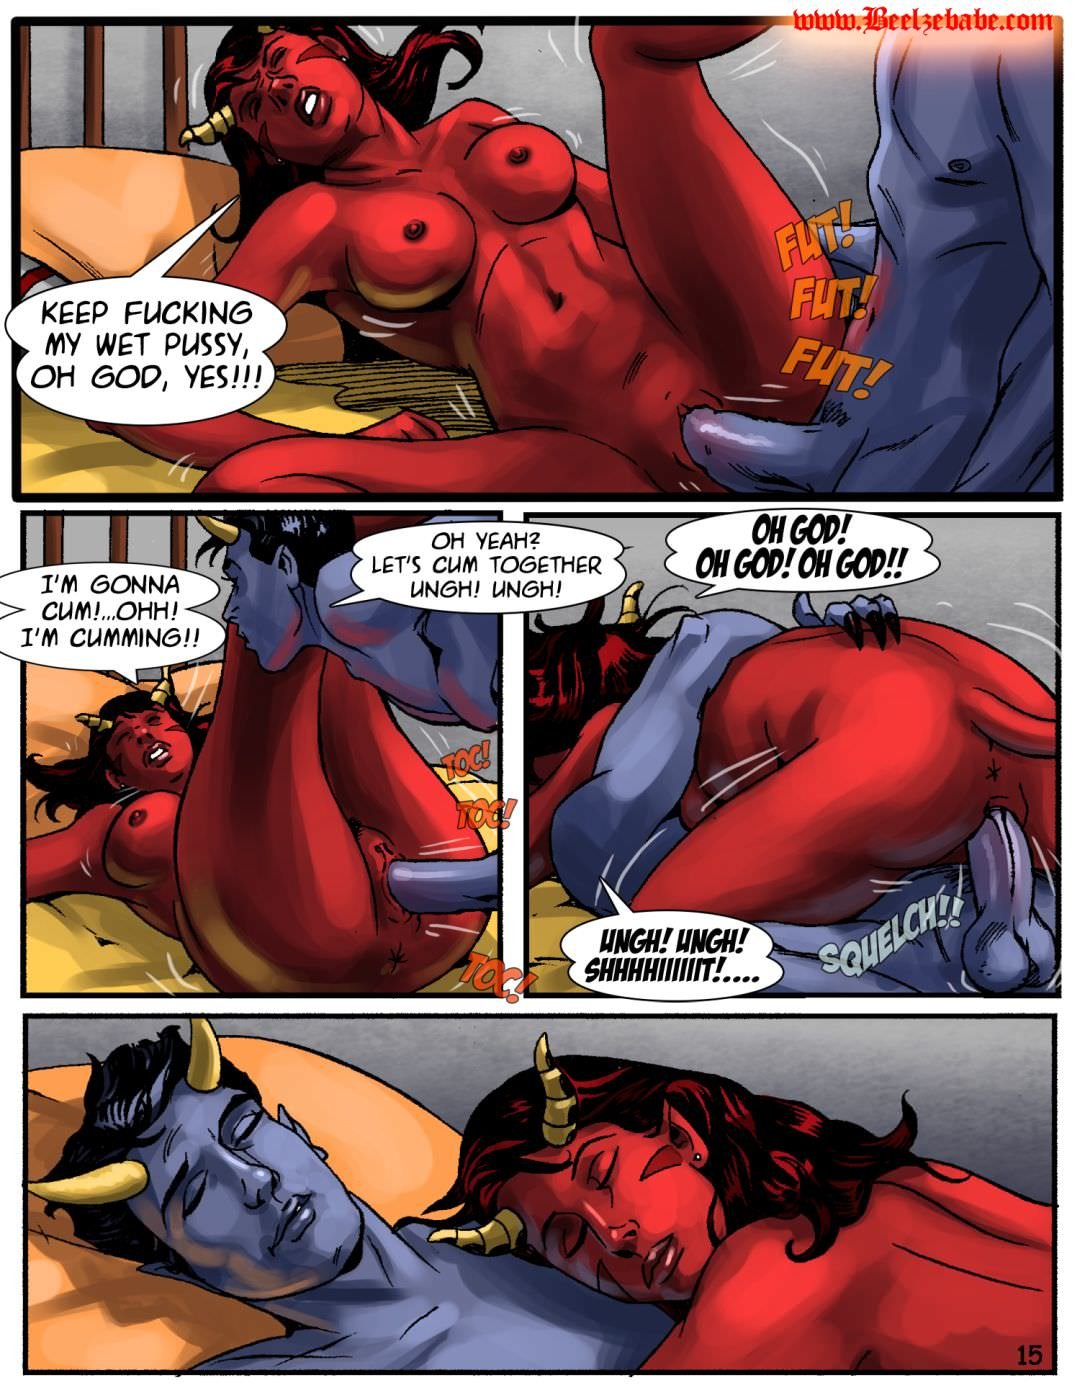 www.Beelzebabe.com
KEEP FUCKING
MY WET PUSSY,
OH GOD, YES!!!
FUT!
FUT!
FUT!
I'M GONNA
CUM!...OHH!
I'M CUMMING!!
OH YEAH?
LET'S CUM TOGETHER
UNGH! UNGH!
TOC!
TOC!
TOC!
OH GOD!
OH GOD! OH GOD!!
UNGH! UNGH!
SHHHHIIIIIIT!....
SQUELCH!!
15